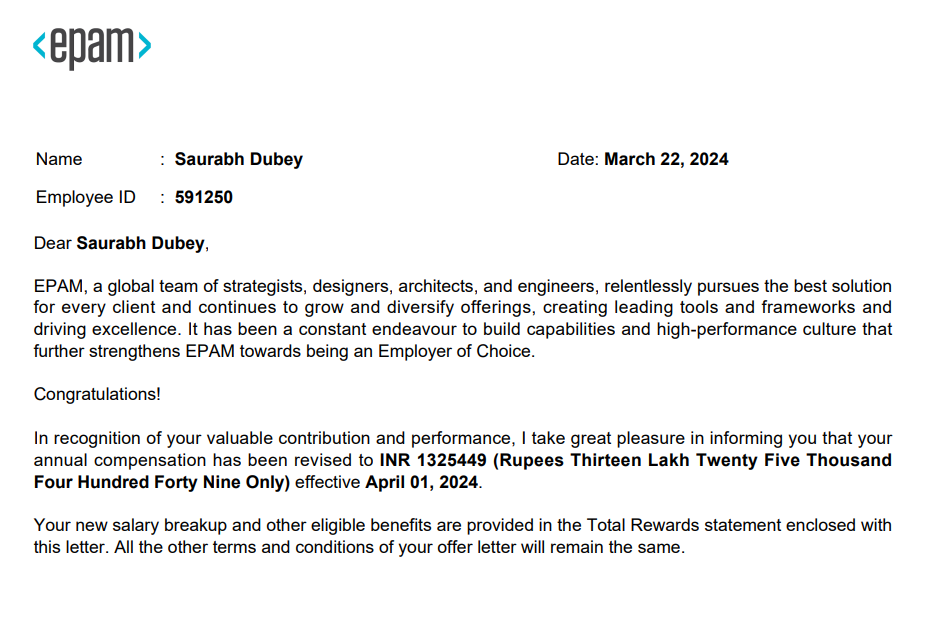 <epam>
Name : Saurabh Dubey Date: March 22, 2024
Employee ID : 591250
Dear Saurabh Dubey,
EPAM, a global team of strategists, designers, architects, and engineers, relentlessly pursues the best solution
for every client and continues to grow and diversify offerings, creating leading tools and frameworks and
driving excellence. It has been a constant endeavour to build capabilities and high-performance culture that
further strengthens EPAM towards being an Employer of Choice.
Congratulations!
In recognition of your valuable contribution and performance, I take great pleasure in informing you that your
annual compensation has been revised to INR 1325449 (Rupees Thirteen Lakh Twenty Five Thousand
Four Hundred Forty Nine Only) effective April 01, 2024.
Your new salary breakup and other eligible benefits are provided in the Total Rewards statement enclosed with
this letter. All the other terms and conditions of your offer letter will remain the same.